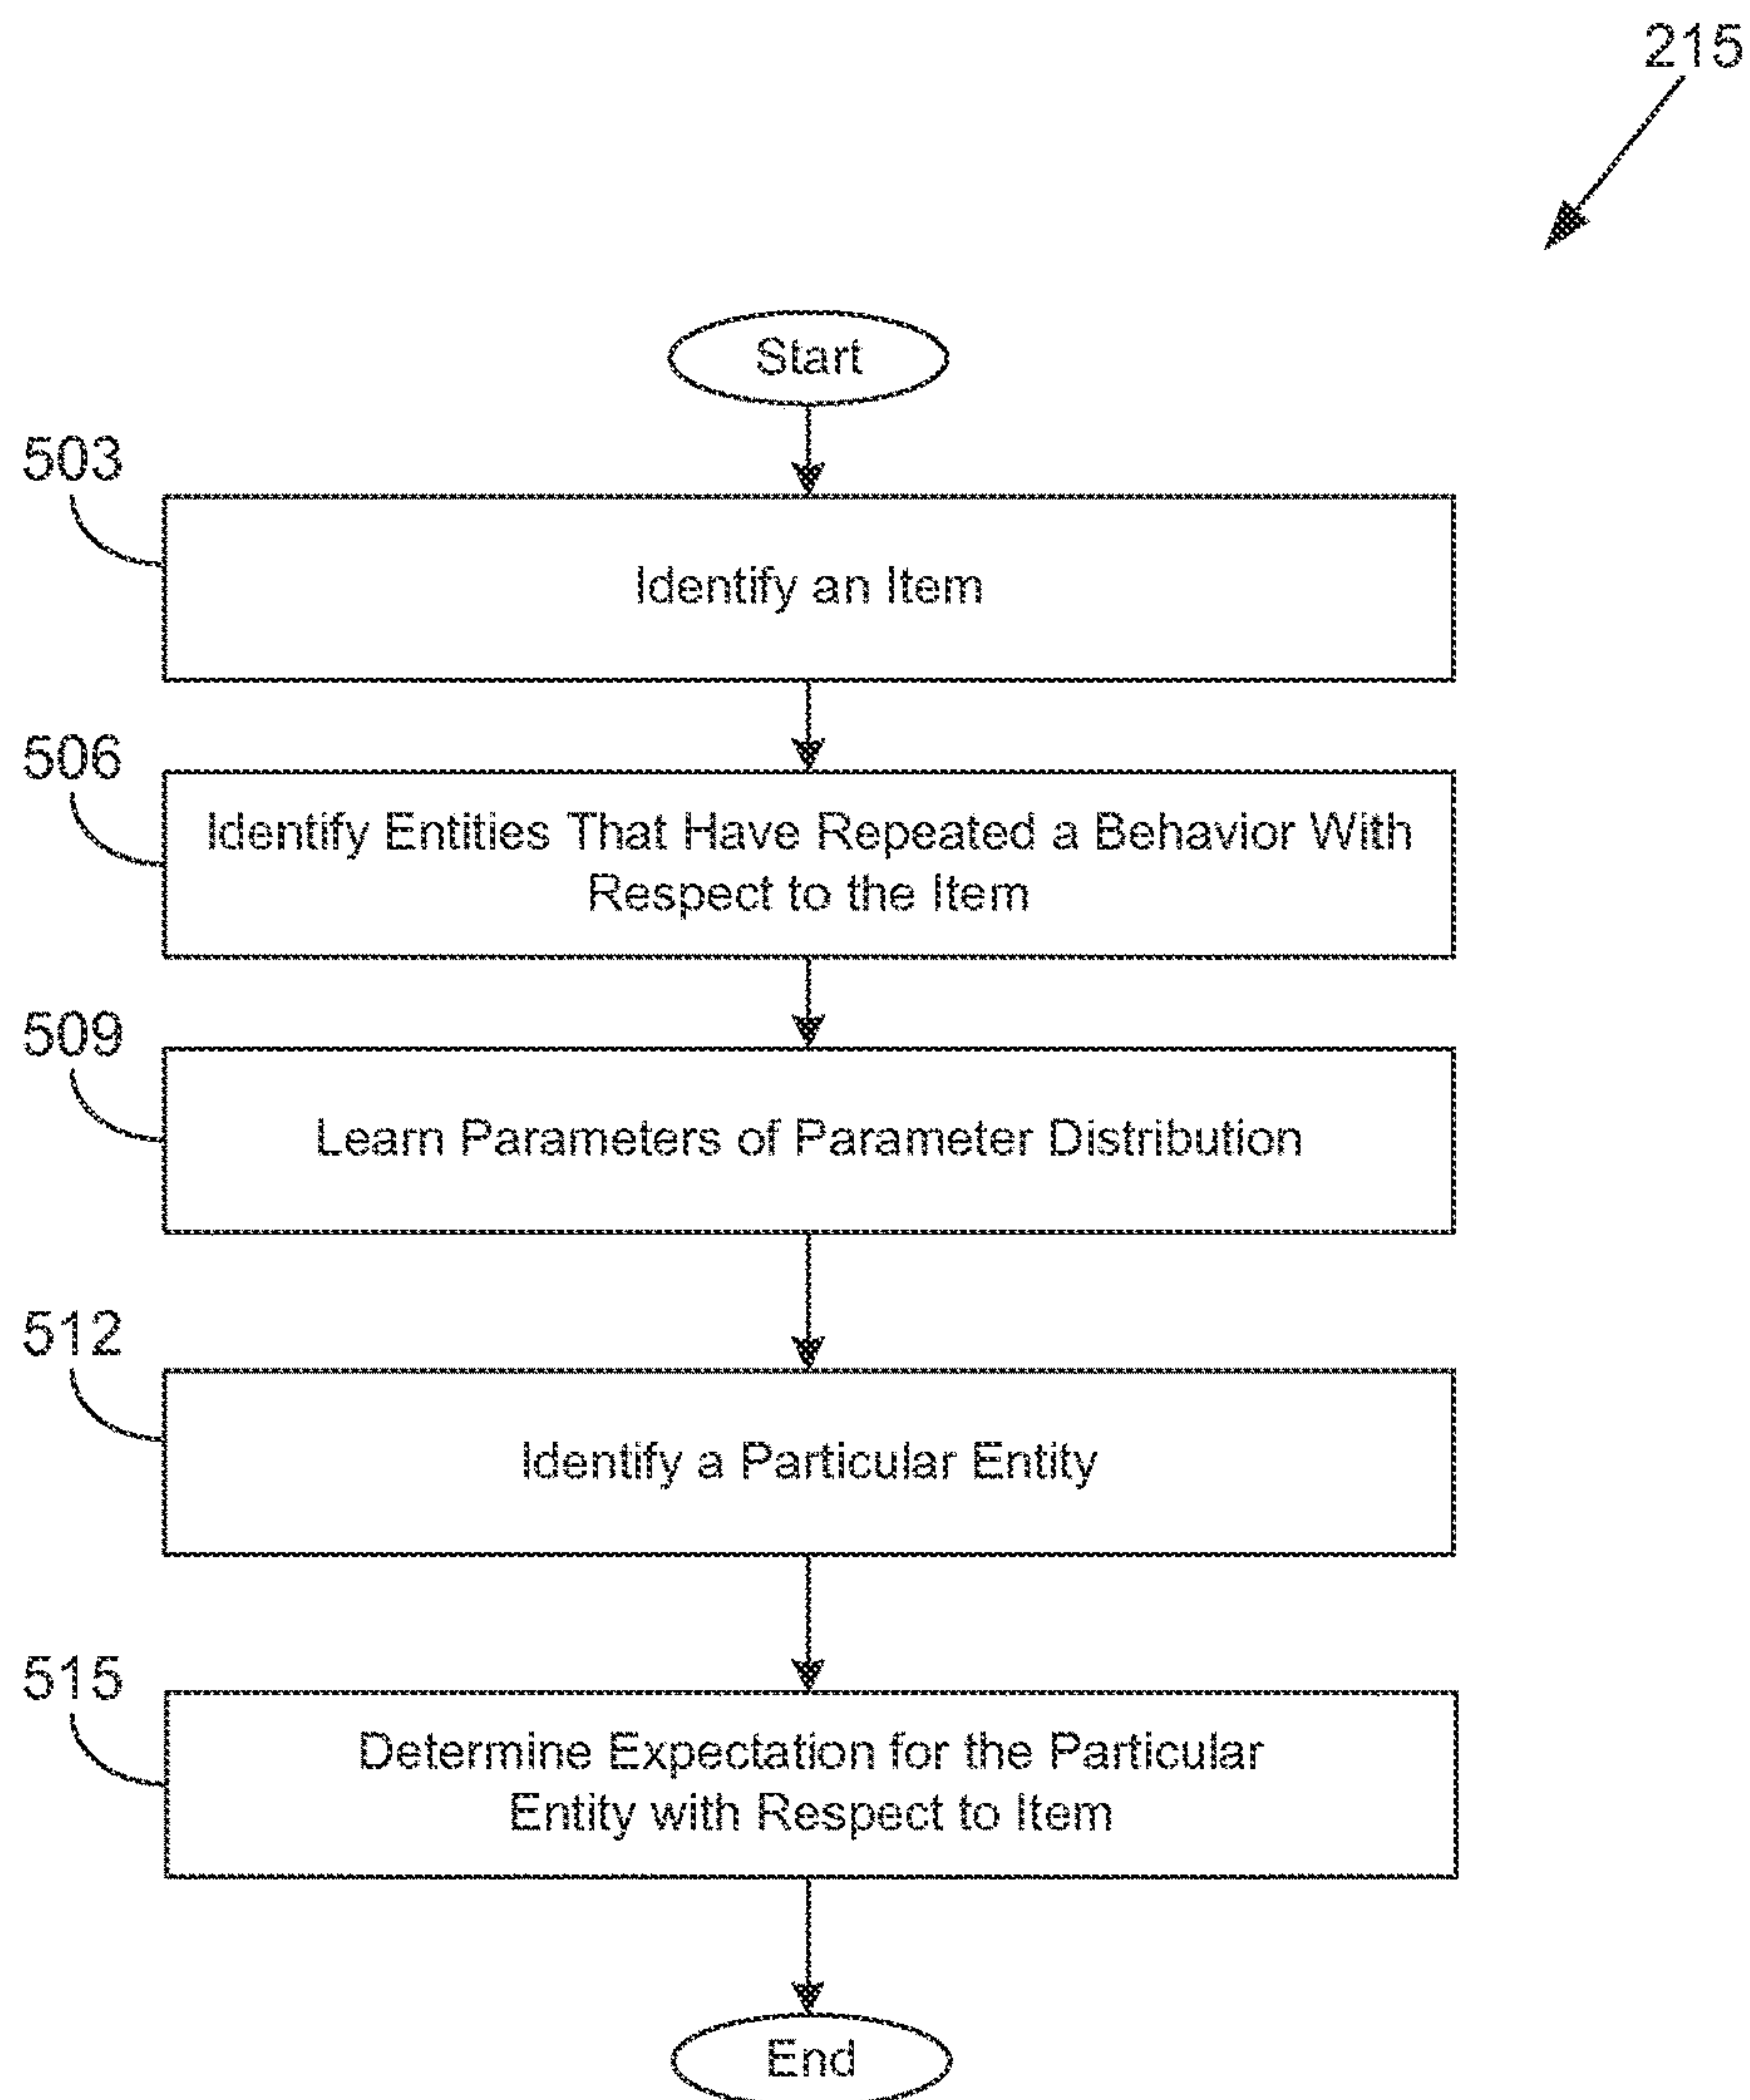 215
Start
503
Identify an Item
506
Identify Entities That Have Repeated a Behavior With
Respect to the Item
509
Learn Parameters of Parameter Distribution
512
Identify a Particular Entity
515
Determine Expectation for the Particular
Entity with Respect to Item
End